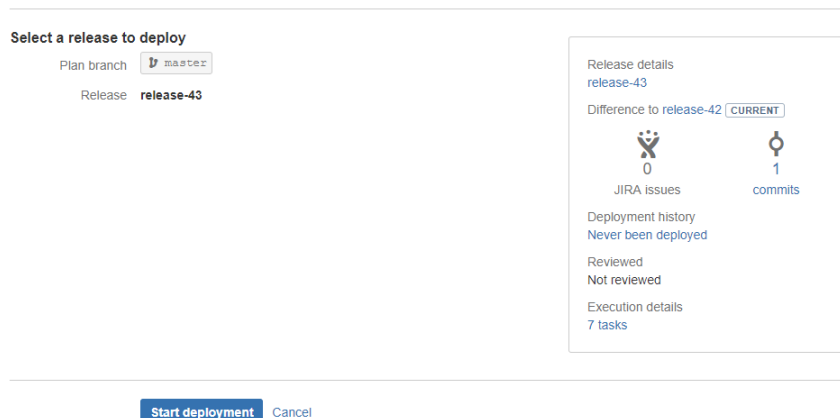 Select a release to deploy
Plan branch master
Release release-43
Release details
release-43
Difference to release-42 CURRENT
0 1
JIRA issues commits
Deployment history
Never been deployed
Reviewed
Not reviewed
Execution details
7 tasks
Start deployment Cancel